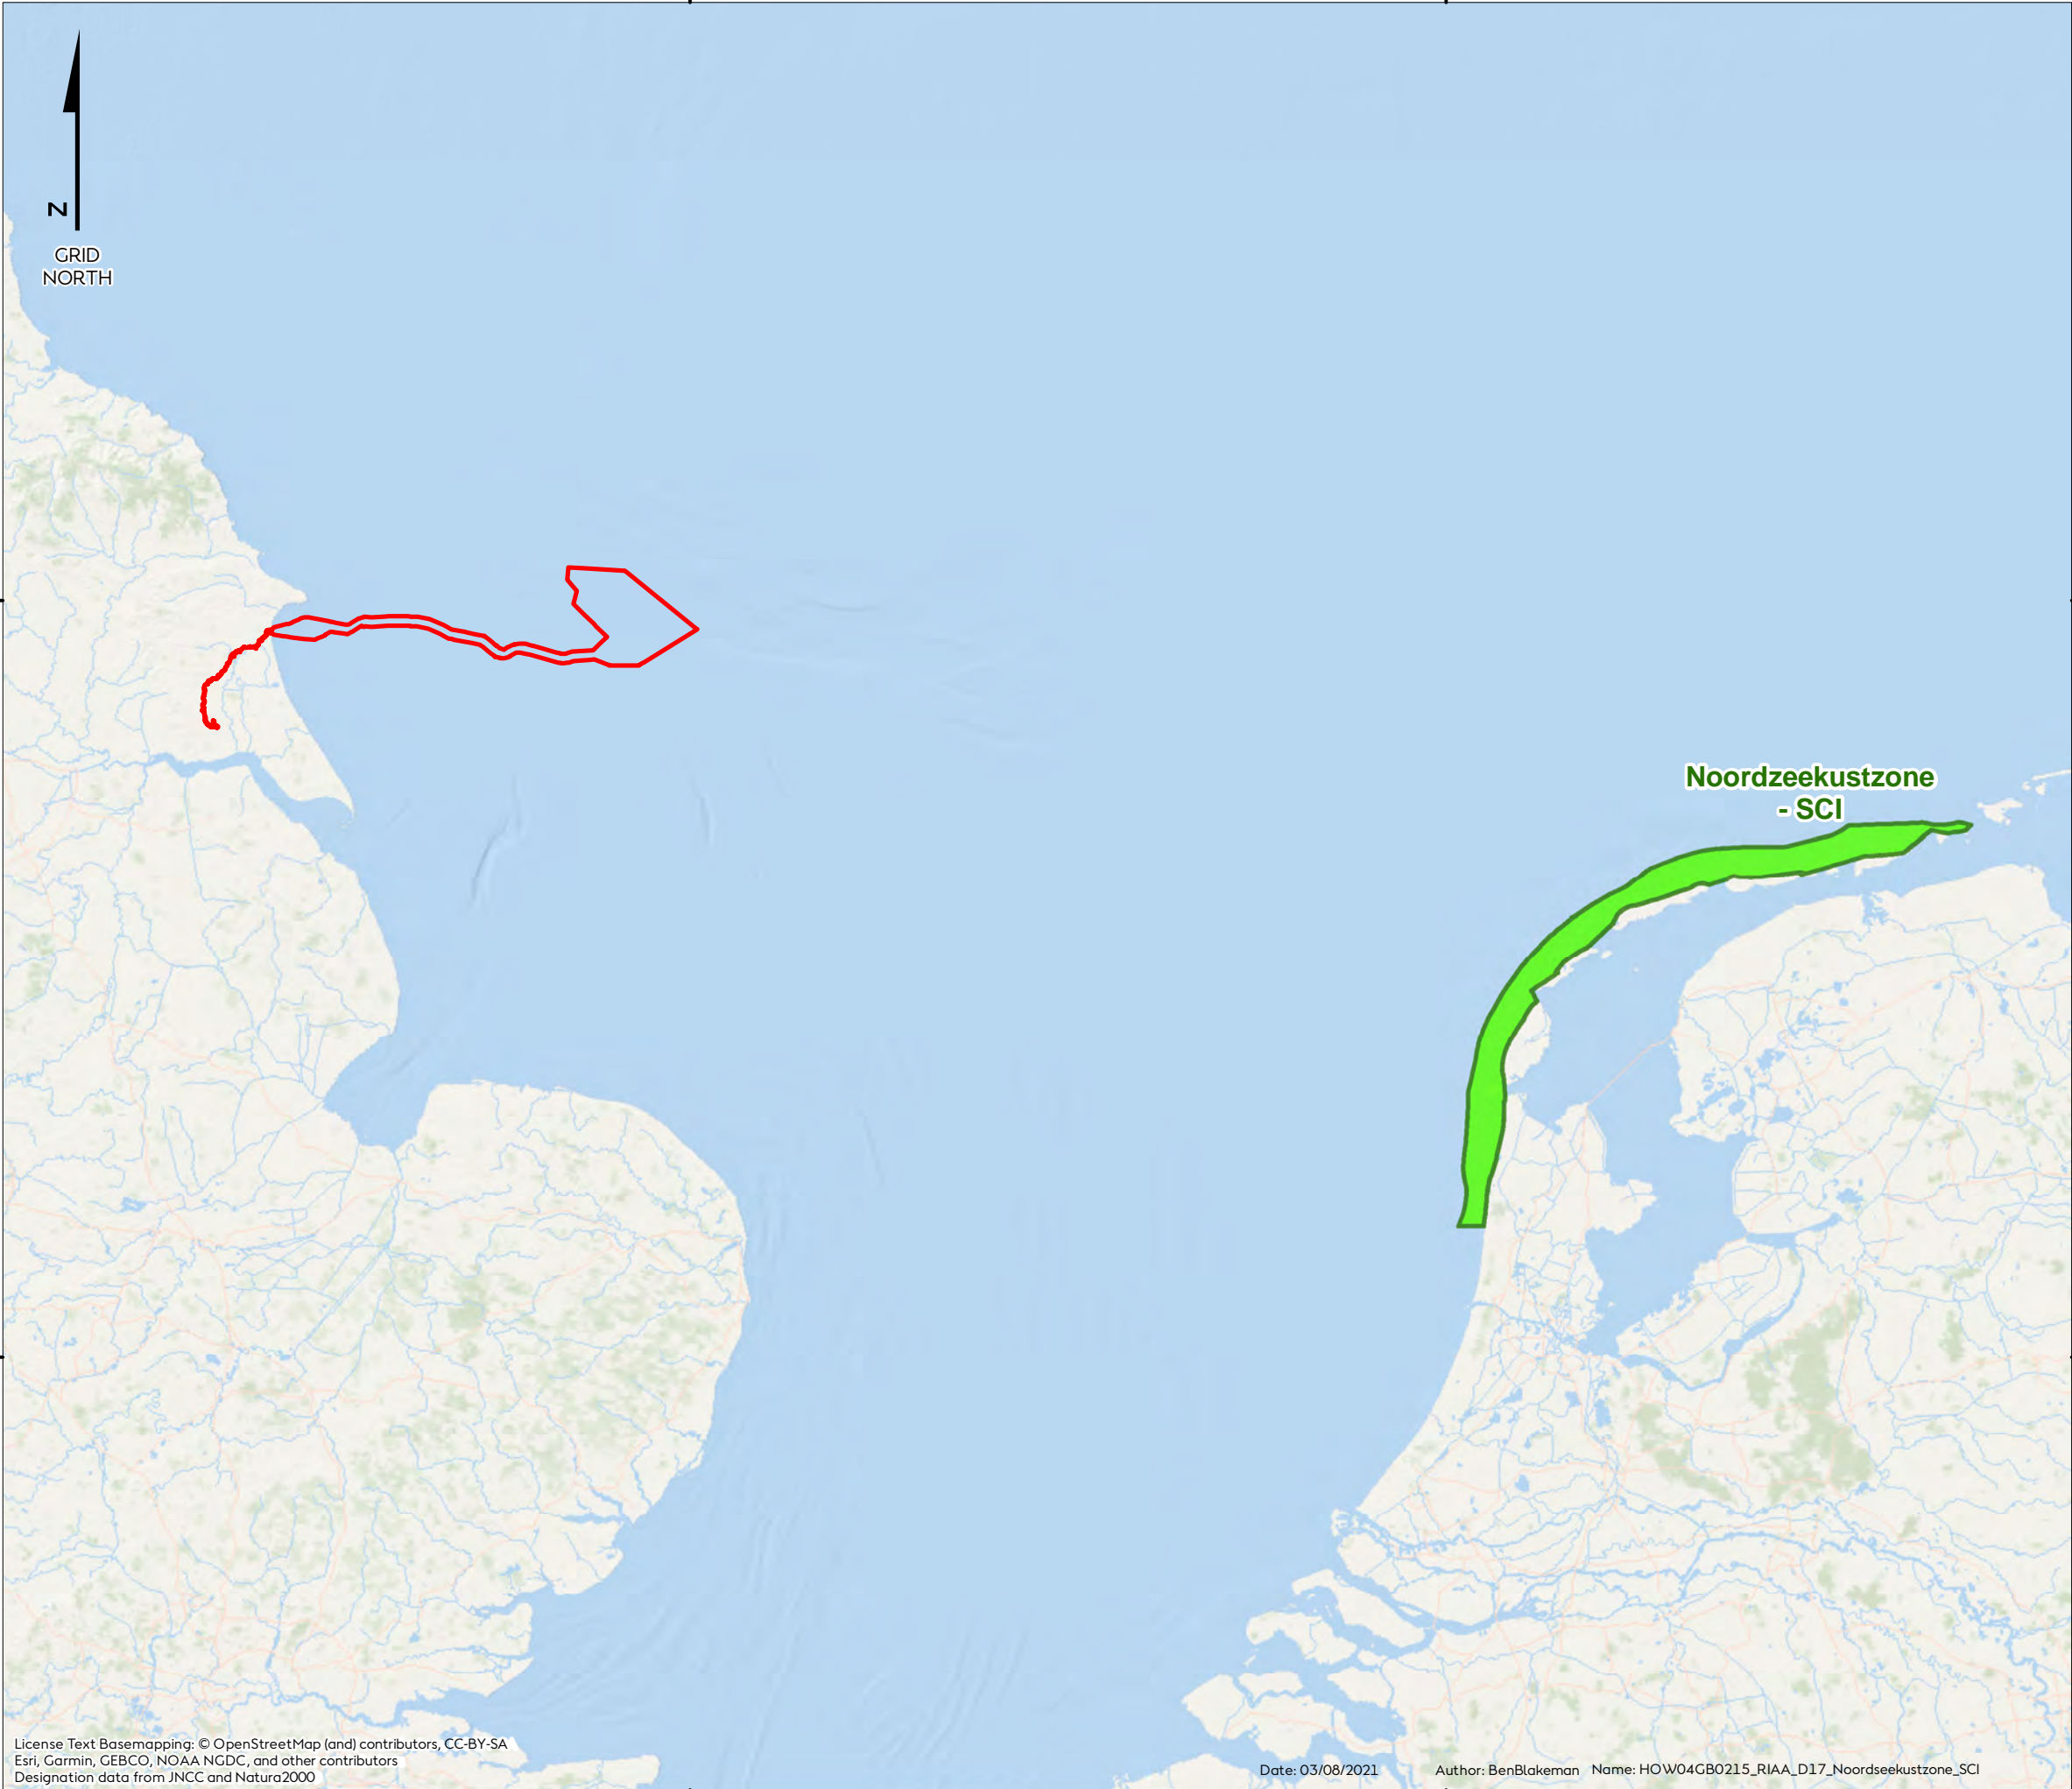 N
GRID
NORTH
Noordzeekustzone
- SCI
License Text Basemapping: © OpenStreetMap (and) contributors, CC-BY-SA
Esri, Garmin, GEBCO, NOAA NGDC, and other contributors
Designation data from JNCC and Natura2000
Date: 03/08/2021 Author: BenBlakeman Name: HOW04GB0215_RIAA_D17_Noordseekustzone_SCI